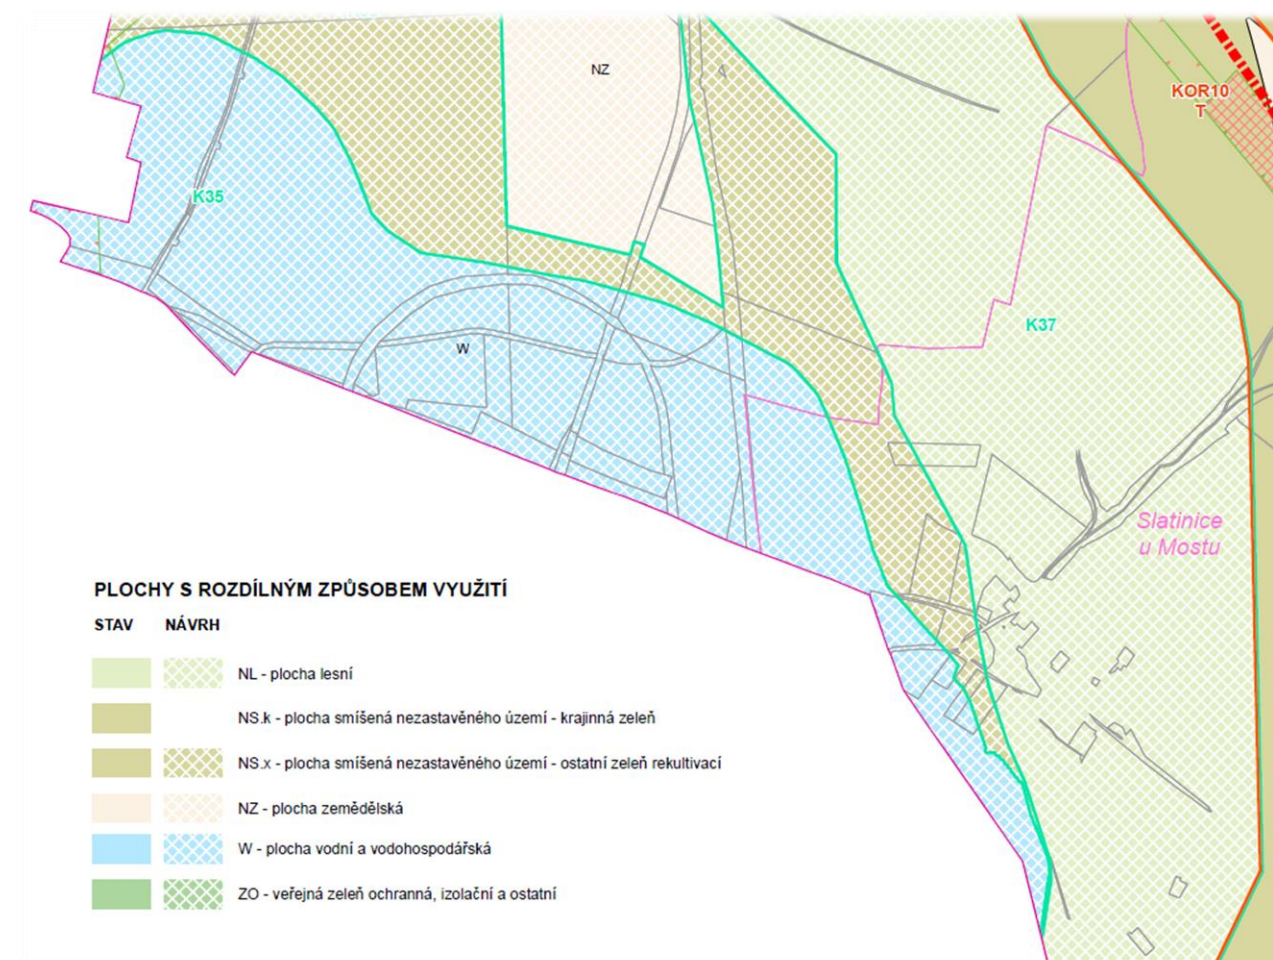 NZ
KOR10
T
K35
K37
W
Slatinice
u Mostu
PLOCHY S ROZDÍLNÝM ZPŮSOBEM VYUŽITÍ
STAV NÁVRH
NL - plocha lesní
NS.k - plocha smíšená nezastavěného území - krajinná zeleň
NS.x - plocha smíšená nezastavěného území - ostatní zeleň rekultivací
NZ - plocha zemědělská
W - plocha vodní a vodohospodářská
ZO - veřejná zeleň ochranná, izolační a ostatní